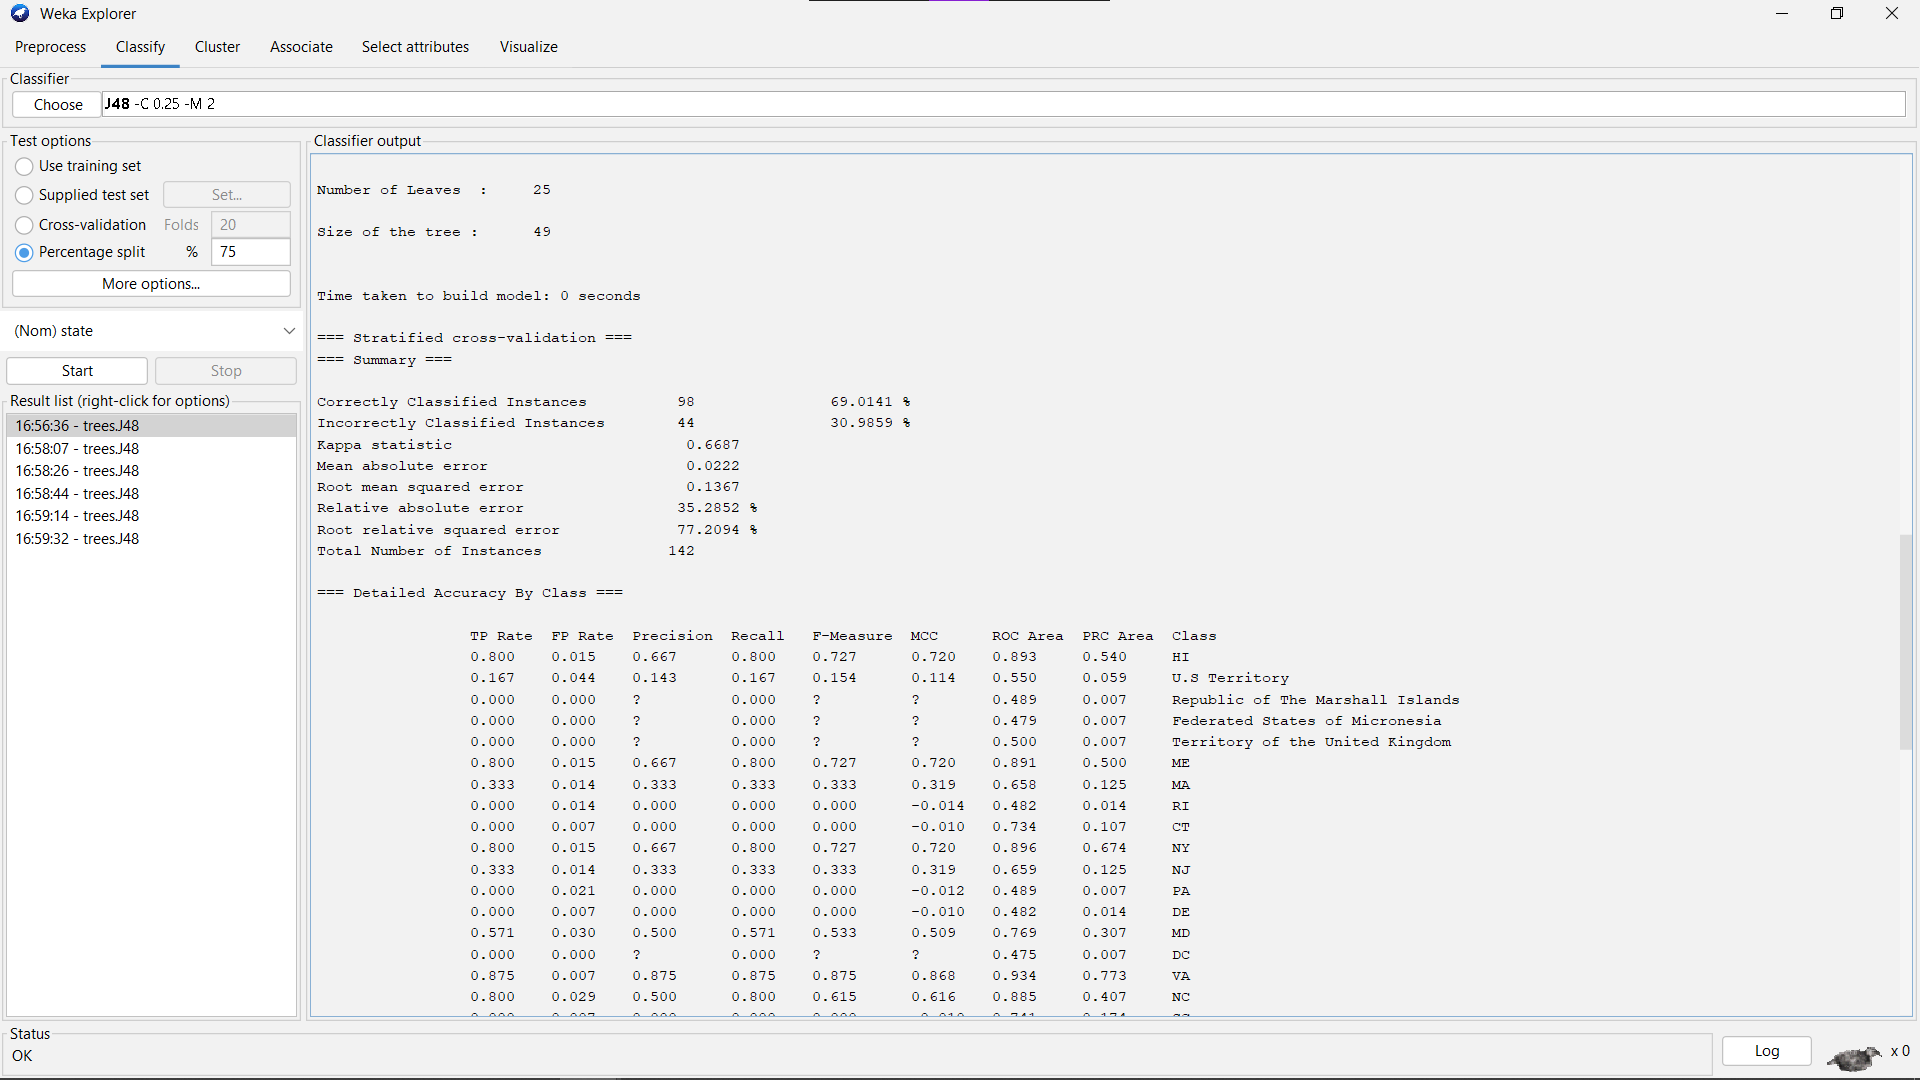 Weka Explorer
Preprocess Classify Cluster Associate Select attributes Visualize
Classifier
Choose J48 -C 0.25 -M 2
Test options
Use training set
Supplied test set Set...
Cross-validation Folds 20
Percentage split % 75
More options...
(Nom) state
Start Stop
Result list (right-click for options)
16:56:36 - trees.J48
16:58:07 - trees.J48
16:58:26 - trees.J48
16:58:44 - trees.J48
16:59:14 - trees.J48
16:59:32 - trees.J48
Classifier output
Number of Leaves : 25
Size of the tree : 49
Time taken to build model: 0 seconds
=== Stratified cross-validation ===
=== Summary ===
Correctly Classified Instances 98 69.0141 %
Incorrectly Classified Instances 44 30.9859 %
Kappa statistic 0.6687
Mean absolute error 0.0222
Root mean squared error 0.1367
Relative absolute error 35.2852 %
Root relative squared error 77.2094 %
Total Number of Instances 142
=== Detailed Accuracy By Class ===
TP Rate FP Rate Precision Recall F-Measure MCC ROC Area PRC Area Class
0.800 0.015 0.667 0.800 0.727 0.720 0.893 0.540 HI
0.167 0.044 0.143 0.167 0.154 0.114 0.550 0.059 U.S Territory
0.000 0.000 ? 0.000 ? ? 0.489 0.007 Republic of The Marshall Islands
0.000 0.000 ? 0.000 ? ? 0.479 0.007 Federated States of Micronesia
0.000 0.000 ? 0.000 ? ? 0.500 0.007 Territory of the United Kingdom
0.800 0.015 0.667 0.800 0.727 0.720 0.891 0.500 ME
0.333 0.014 0.333 0.333 0.333 0.319 0.658 0.125 MA
0.000 0.014 0.000 0.000 0.000 -0.014 0.482 0.014 RI
0.000 0.007 0.000 0.000 0.000 -0.010 0.734 0.107 CT
0.800 0.015 0.667 0.800 0.727 0.720 0.896 0.674 NY
0.333 0.014 0.333 0.333 0.333 0.319 0.659 0.125 NJ
0.000 0.021 0.000 0.000 0.000 -0.012 0.489 0.007 PA
0.000 0.007 0.000 0.000 0.000 -0.010 0.482 0.014 DE
0.571 0.030 0.500 0.571 0.533 0.509 0.769 0.307 MD
0.000 0.000 ? 0.000 ? ? 0.475 0.007 DC
0.875 0.007 0.875 0.875 0.875 0.868 0.934 0.773 VA
0.800 0.029 0.500 0.800 0.615 0.616 0.885 0.407 NC
Status
OK
Log x 0